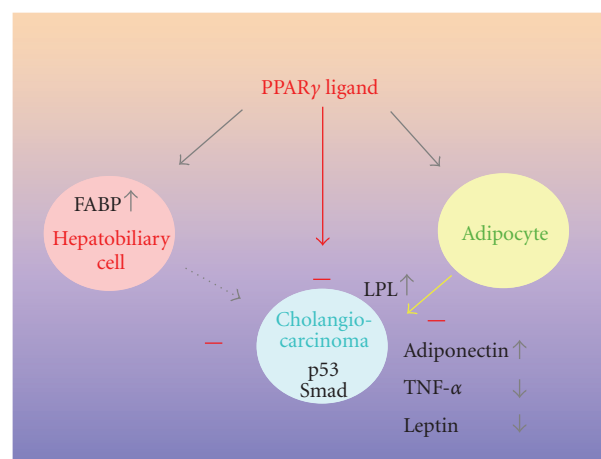 PPARγ ligand
FABP ↑
Hepatobiliary
cell
Adipocyte
LPL ↑
Cholangio-
carcinoma
p53
Smad
Adiponectin ↑
TNF-α ↓
Leptin ↓